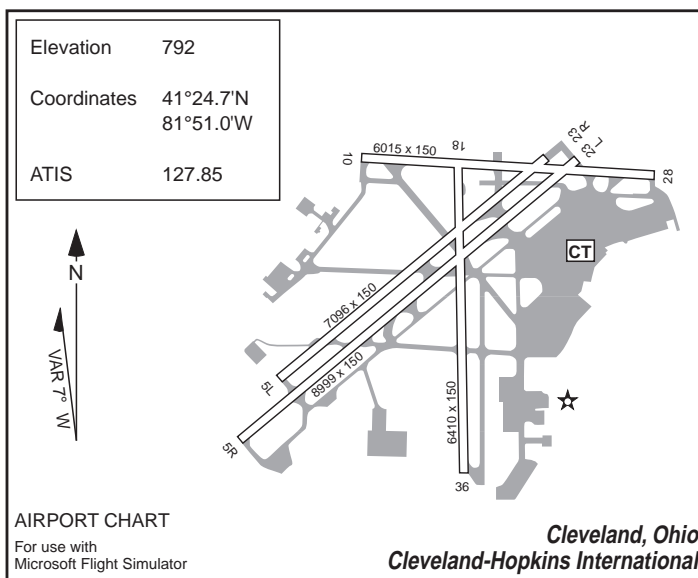 Elevation 792
Coordinates 41°24.7'N
81°51.0'W
ATIS 127.85
N
VAR 7° W
10
6015 x 150
18
23 R
23 L
28
CT
7096 x 150
5L
8999 x 150
5R
6410 x 150
36
AIRPORT CHART
For use with
Microsoft Flight Simulator
Cleveland, Ohio
Cleveland-Hopkins International